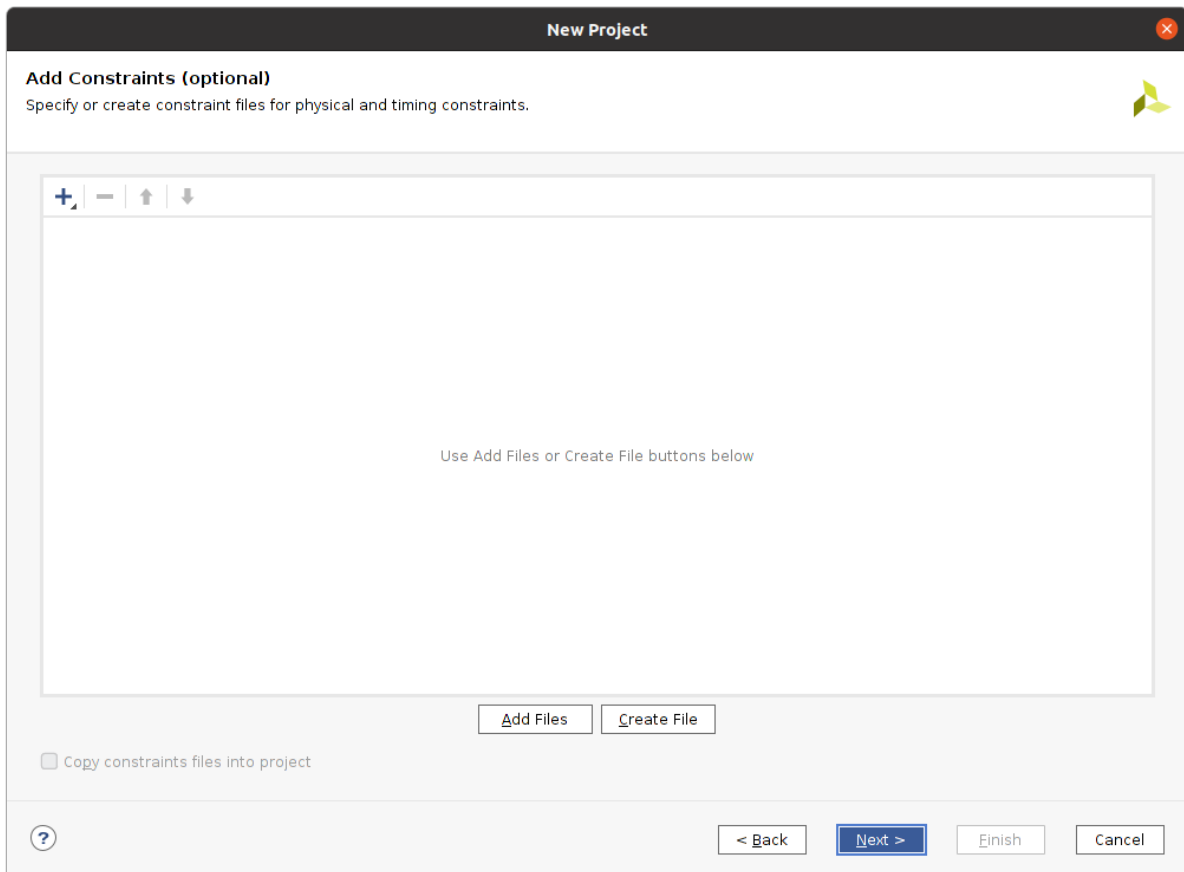 New Project
Add Constraints (optional)
Specify or create constraint files for physical and timing constraints.
Use Add Files or Create File buttons below
Add Files Create File
Copy constraints files into project
? < Back Next > Finish Cancel